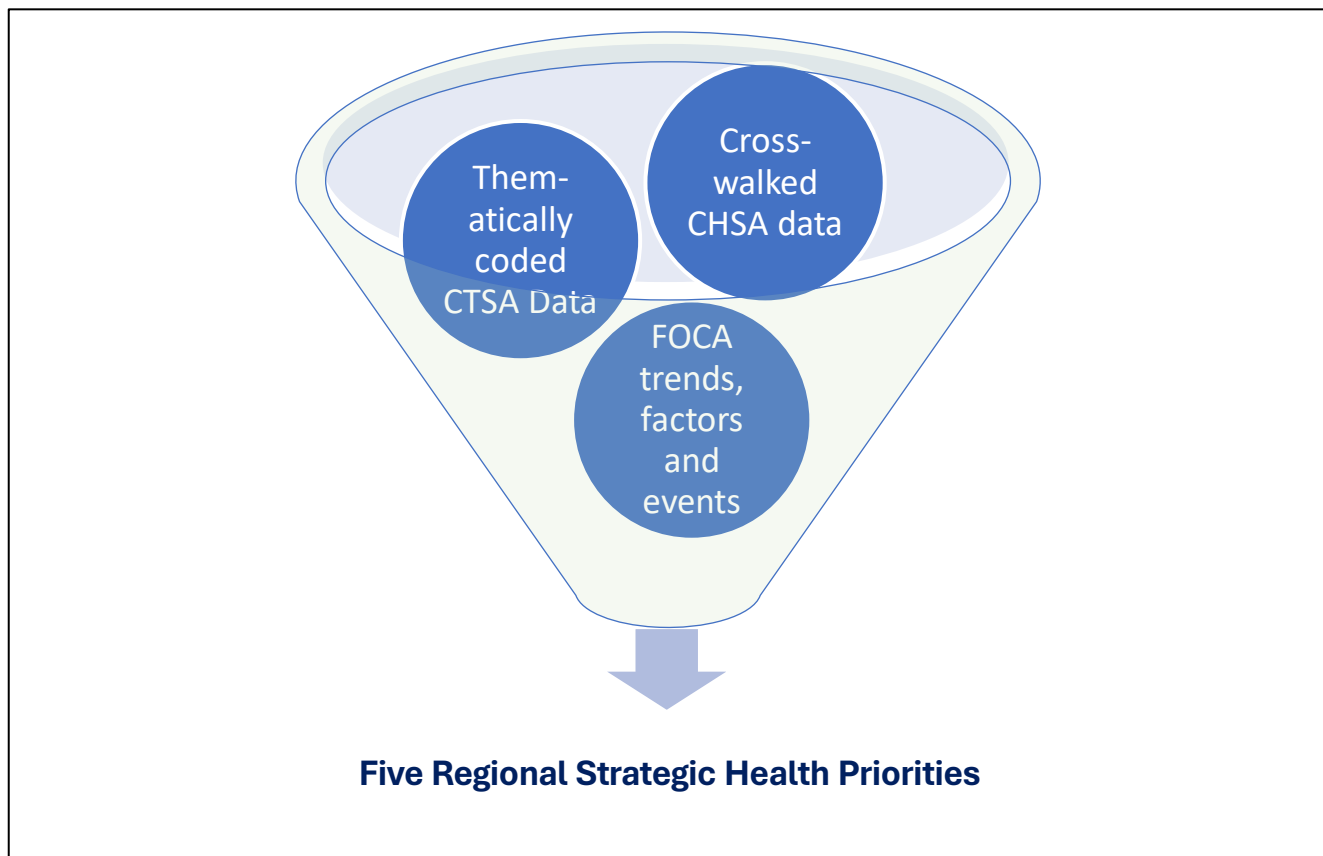 Them-
atically
coded
CTSA Data
Cross-
walked
CHSA data
FOCA
trends,
factors
and
events
Five Regional Strategic Health Priorities